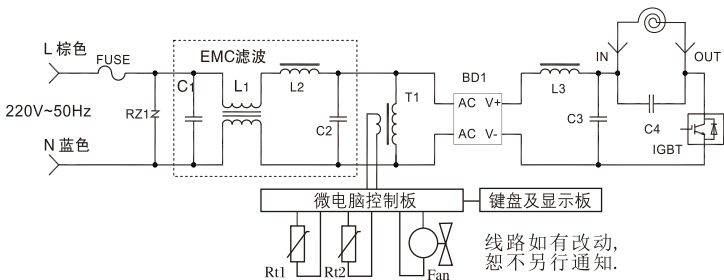 L 棕色
FUSE
EMC滤波
IN
OUT
C1
L1
L2
BD1
L3
220V~50Hz
RZ1
T1
AC V+
C2
C3
C4
AC V-
IGBT
N 蓝色
微电脑控制板
键盘及显示板
Rt1
Rt2
Fan
线路如有改动,
恕不另行通知.